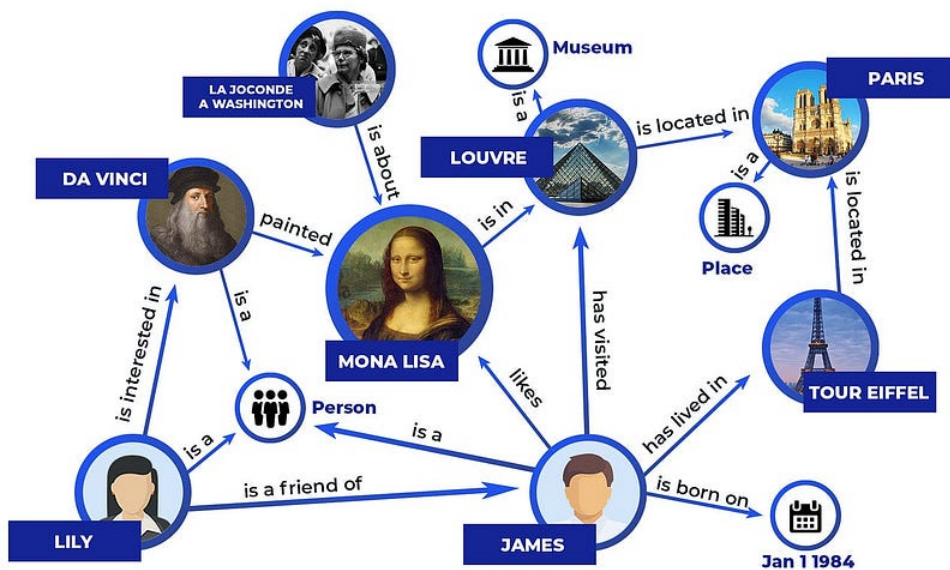 Museum
PARIS
LA JOCONDE
A WASHINGTON
is a
is located in
is about
LOUVRE
is a
DA VINCI
painted
is in
is located in
Place
is a
is interested in
MONA LISA
has visited
likes
TOUR EIFFEL
has lived in
Person
is a
is a
is a friend of
is born on
LILY
JAMES
Jan 1 1984